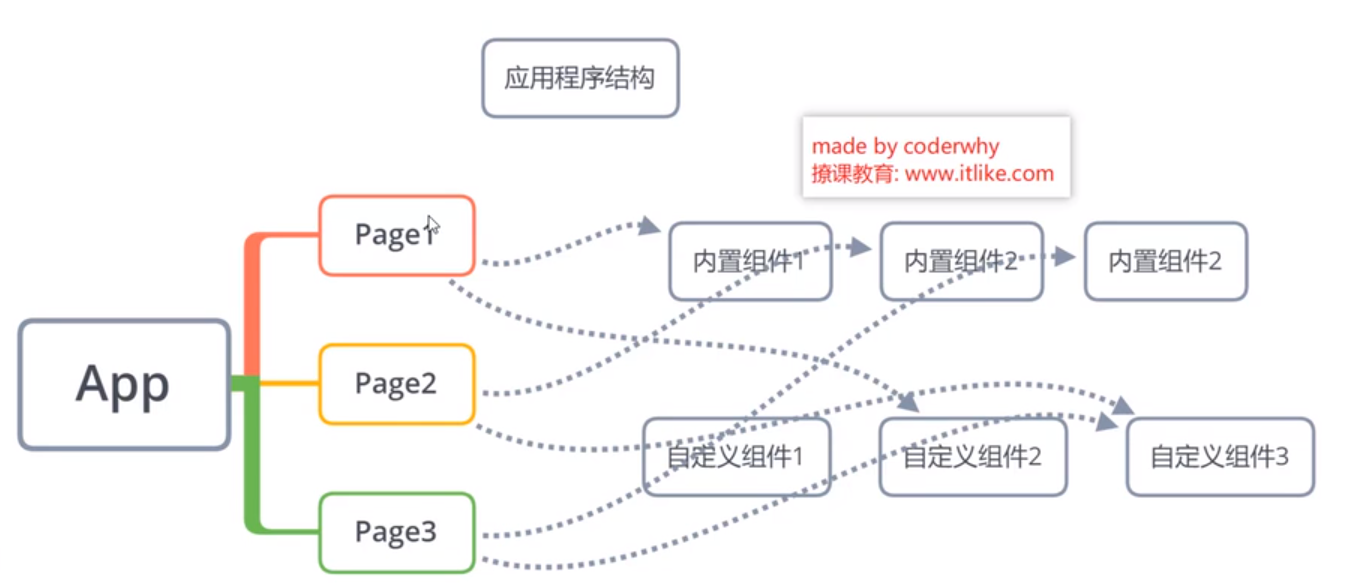 应用程序结构
made by coderwhy
撩课教育: www.itlike.com
Page1
内置组件1
内置组件2
内置组件2
App
Page2
自定义组件1
自定义组件2
自定义组件3
Page3